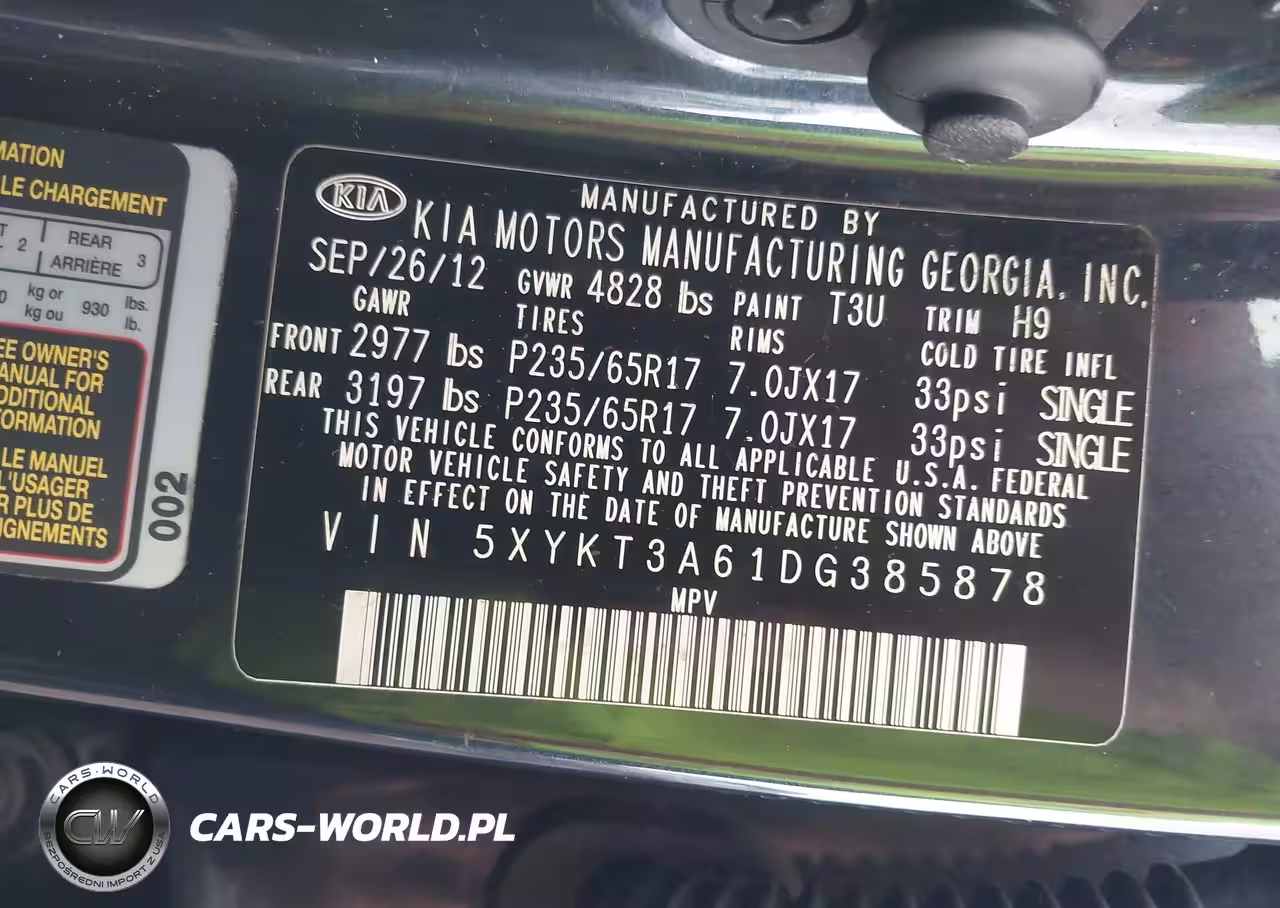 MATION
LE CHARGEMENT
2 REAR 3
ARRIÈRE
kg or 930 lbs.
kg ou lb.
EE OWNER'S
ANUAL FOR
DDITIONAL
FORMATION
LE MANUEL
L'USAGER
R PLUS DE
IGNEMENTS
002
KIA
MANUFACTURED BY
KIA MOTORS MANUFACTURING GEORGIA, INC.
SEP/26/12 GVWR 4828 lbs PAINT T3U TRIM H9
GAWR TIRES RIMS COLD TIRE INFL
FRONT 2977 lbs P235/65R17 7.0JX17 33psi SINGLE
REAR 3197 lbs P235/65R17 7.0JX17 33psi SINGLE
THIS VEHICLE CONFORMS TO ALL APPLICABLE U.S.A. FEDERAL
MOTOR VEHICLE SAFETY AND THEFT PREVENTION STANDARDS
IN EFFECT ON THE DATE OF MANUFACTURE SHOWN ABOVE
VIN 5XYKT3A61DG385878
MPV
CARS-WORLD
CW
BEZPOŚREDNI IMPORT Z USA
CARS-WORLD.PL